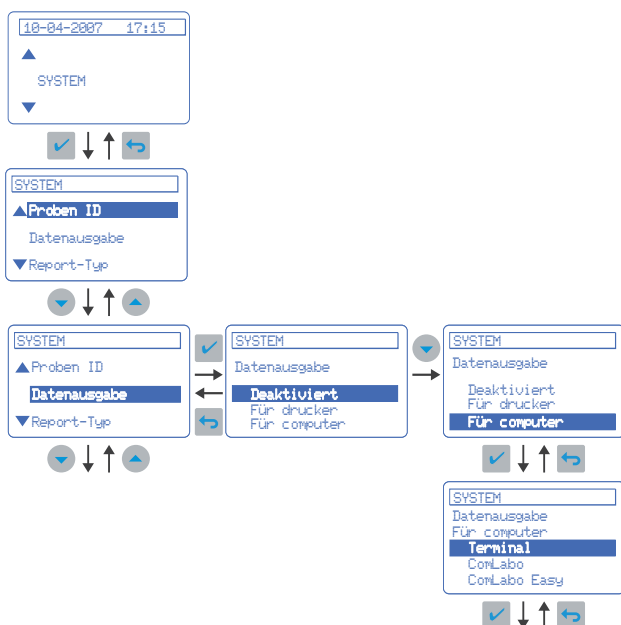 10-04-2007 17:15
SYSTEM
SYSTEM
Proben ID
Datenausgabe
Report-Typ
SYSTEM
Proben ID
Datenausgabe
Report-Typ
SYSTEM
Datenausgabe
Deaktiviert
Für drucker
Für computer
SYSTEM
Datenausgabe
Deaktiviert
Für drucker
Für computer
SYSTEM
Datenausgabe
Für computer
Terminal
ComLabo
ComLabo Easy